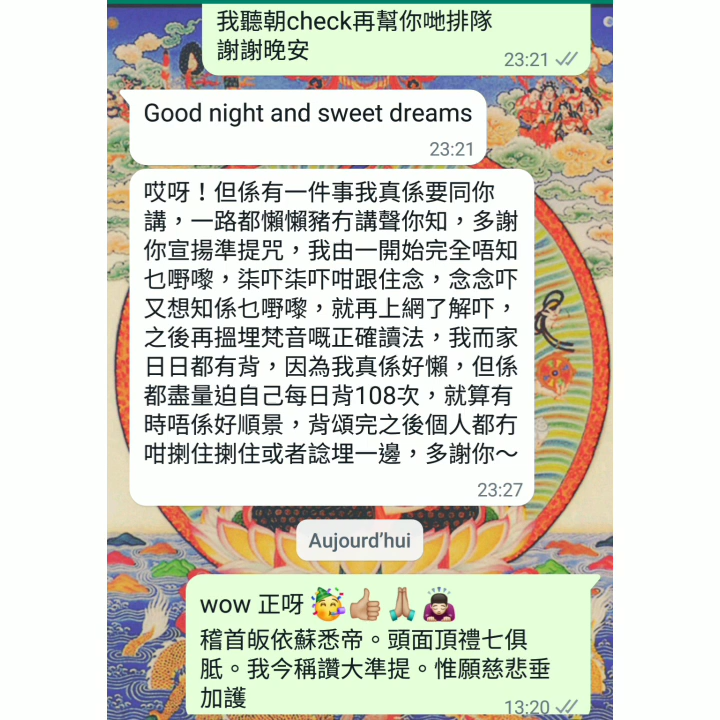 我聽朝check再幫你哋排隊
謝謝晚安
23:21
Good night and sweet dreams
23:21
哎呀！但係有一件事我真係要同你
講，一路都懶懶豬冇講聲你知，多謝
你宣揚準提咒，我由一開始完全唔知
乜嘢嚟，柒吓柒吓咁跟住念，念念吓
又想知係乜嘢嚟，就再上網了解吓，
之後再搵埋梵音嘅正確讀法，我而家
日日都有背，因為我真係好懶，但係
都盡量迫自己每日背108次，就算有
時唔係好順景，背頌完之後個人都冇
咁揦住揦住或者諗埋一邊，多謝你～
23:27
Aujourd’hui
wow 正呀 🥳👍🏼🙏🏼🙇🏻
稽首皈依蘇悉帝。頭面頂禮七俱
胝。我今稱讚大準提。惟願慈悲垂
加護
13:20